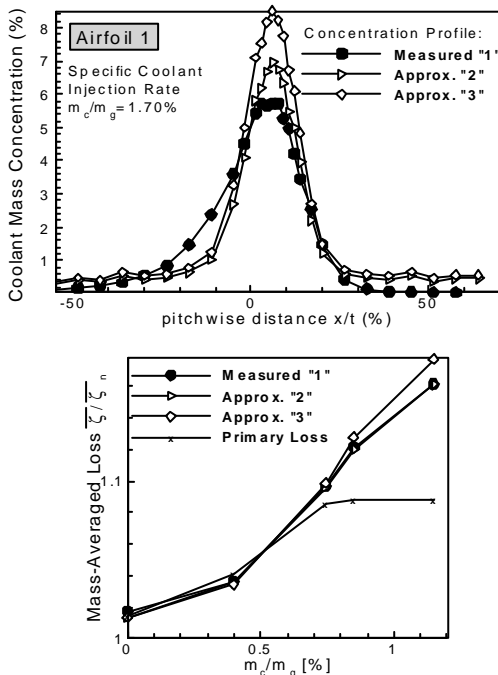 Airfoil 1
Specific Coolant
Injection Rate
m_c/m_g=1.70%
Concentration Profile:
Measured "1"
Approx. "2"
Approx. "3"
Coolant Mass Concentration (%)
8
7
6
5
4
3
2
1
-50
0
50
pitchwise distance x/t (%)
Measured "1"
Approx. "2"
Approx. "3"
Primary Loss
Mass-Averaged Loss ζ / ζ n
1.1
1
0
0.5
1
m_c/m_g [%]